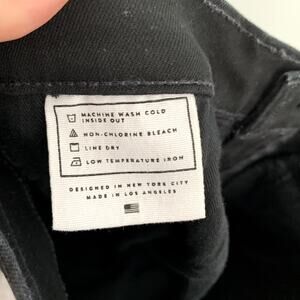 MACHINE WASH COLD
INSIDE OUT
NON-CHLORINE BLEACH
LINE DRY
LOW TEMPERATURE IRON
DESIGNED IN NEW YORK CITY
MADE IN LOS ANGELES